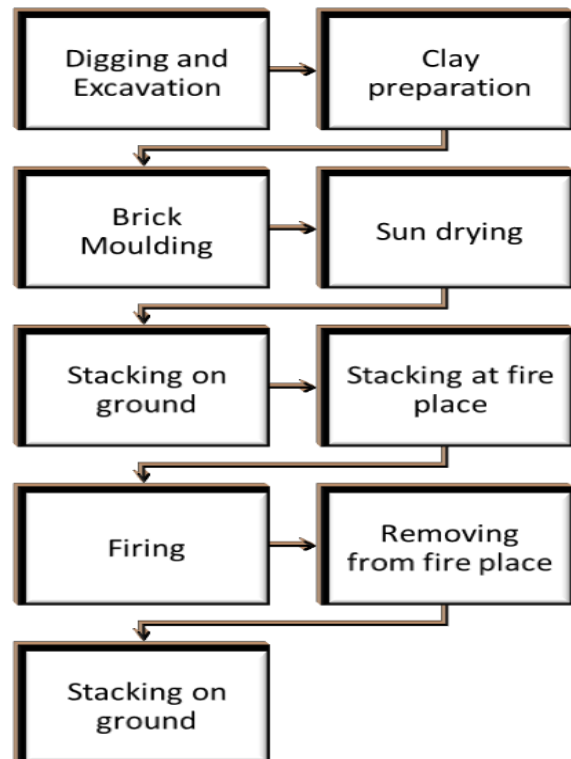 Digging and
Excavation
Clay
preparation
Brick
Moulding
Sun drying
Stacking on
ground
Stacking at fire
place
Firing
Removing
from fire place
Stacking on
ground